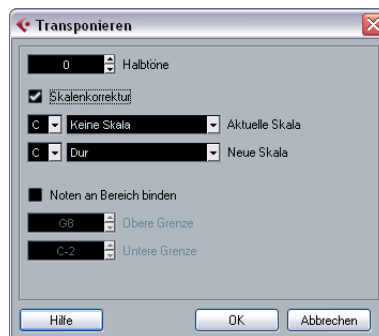 Transponieren
0 Halbtöne
Skalenkorrektur
C Keine Skala Aktuelle Skala
C Dur Neue Skala
Noten an Bereich binden
G8 Obere Grenze
C-2 Untere Grenze
Hilfe OK Abbrechen